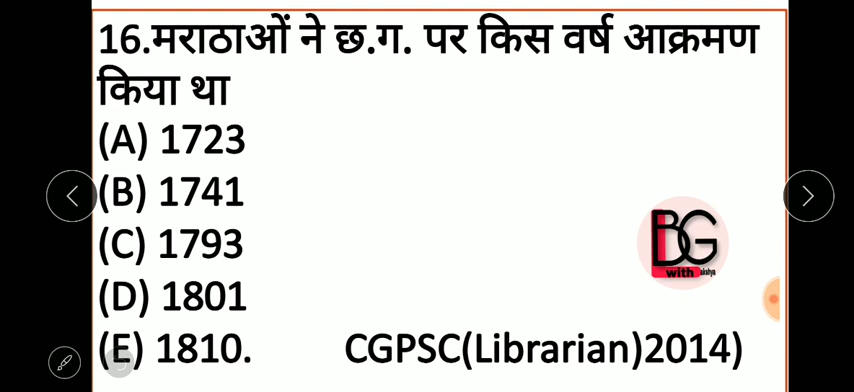 16.मराठाओं ने छ.ग. पर किस वर्ष आक्रमण
किया था
(A) 1723
(B) 1741
(C) 1793
(D) 1801
(E) 1810. CGPSC(Librarian)2014)
BG
with